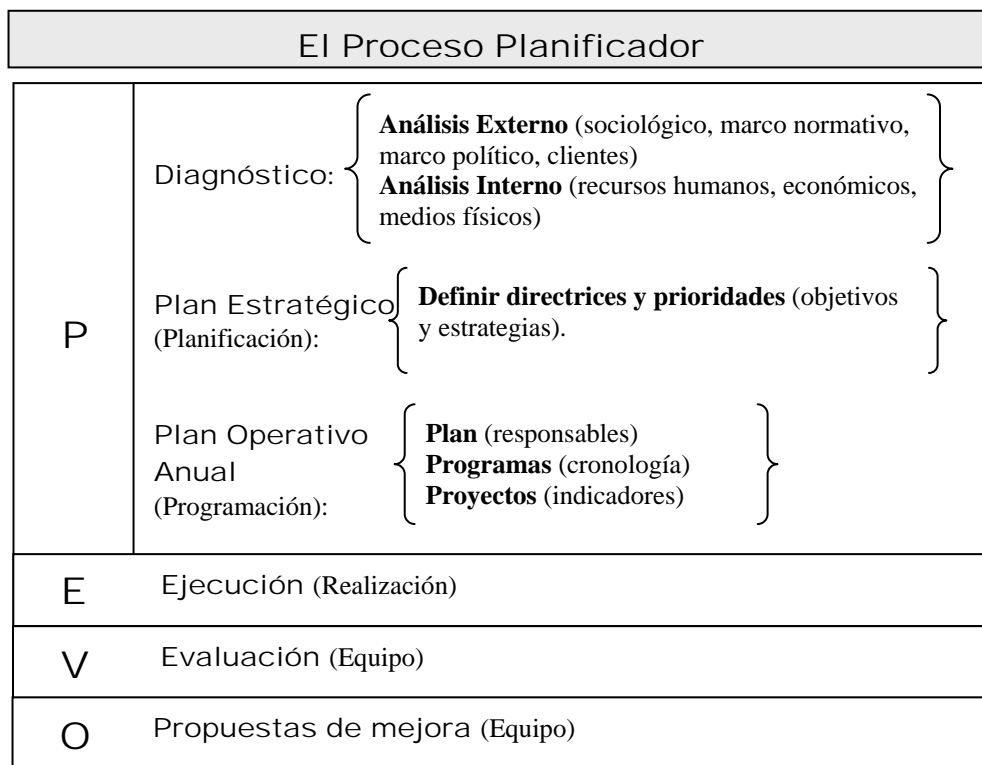 El Proceso Planificador
P
Diagnóstico:
Análisis Externo (sociológico, marco normativo,
marco político, clientes)
Análisis Interno (recursos humanos, económicos,
medios físicos)
Plan Estratégico
(Planificación):
Definir directrices y prioridades (objetivos
y estrategias).
Plan Operativo
Anual
(Programación):
Plan (responsables)
Programas (cronología)
Proyectos (indicadores)
E Ejecución (Realización)
V Evaluación (Equipo)
O Propuestas de mejora (Equipo)